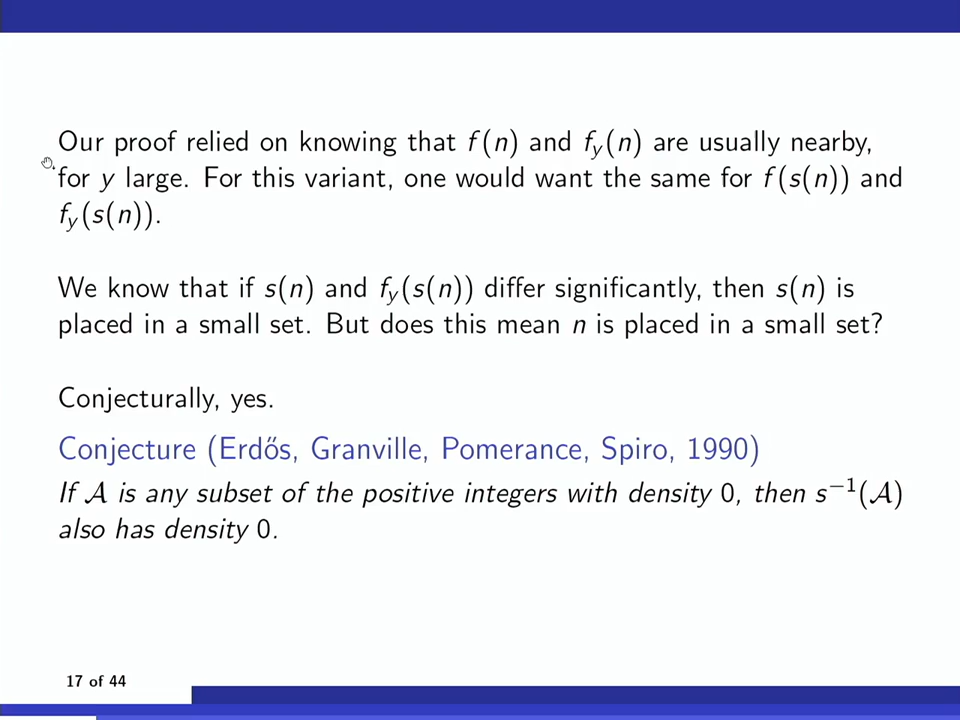 Our proof relied on knowing that f(n) and f_y(n) are usually nearby,
for y large. For this variant, one would want the same for f(s(n)) and
f_y(s(n)).
We know that if s(n) and f_y(s(n)) differ significantly, then s(n) is
placed in a small set. But does this mean n is placed in a small set?
Conjecturally, yes.
Conjecture (Erdős, Granville, Pomerance, Spiro, 1990)
If 𝒜 is any subset of the positive integers with density 0, then s⁻¹(𝒜)
also has density 0.
17 of 44